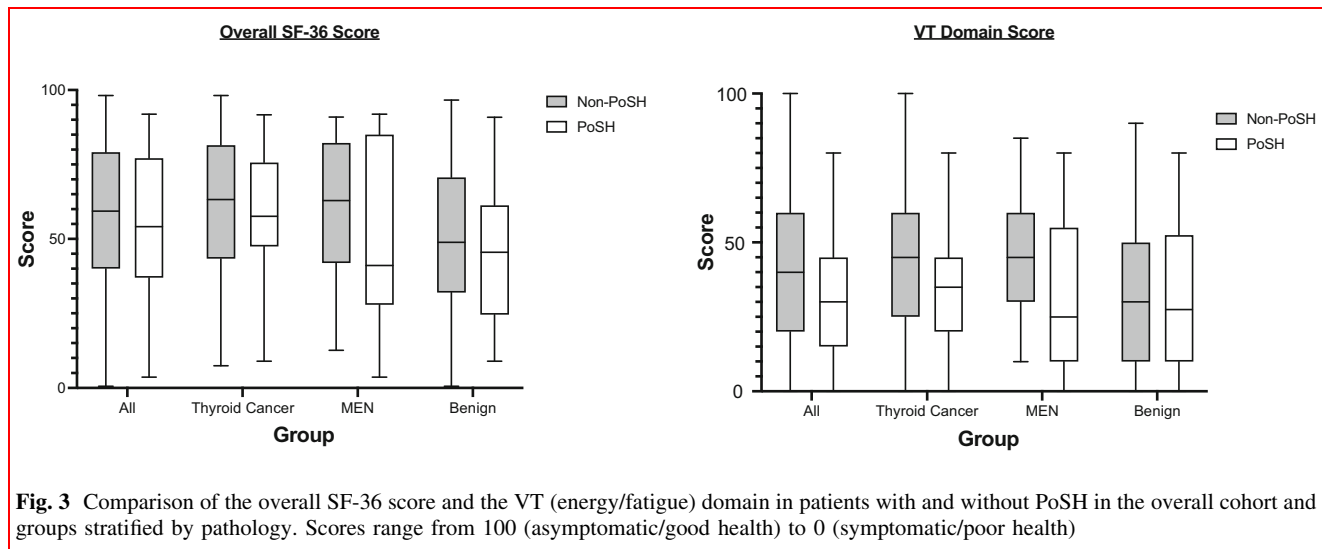 Overall SF-36 Score
100
50
0
Score
Non-PoSH
PoSH
All
Thyroid Cancer
MEN
Benign
Group
VT Domain Score
100
50
0
Score
Non-PoSH
PoSH
All
Thyroid Cancer
MEN
Benign
Group
Fig. 3 Comparison of the overall SF-36 score and the VT (energy/fatigue) domain in patients with and without PoSH in the overall cohort and
groups stratified by pathology. Scores range from 100 (asymptomatic/good health) to 0 (symptomatic/poor health)